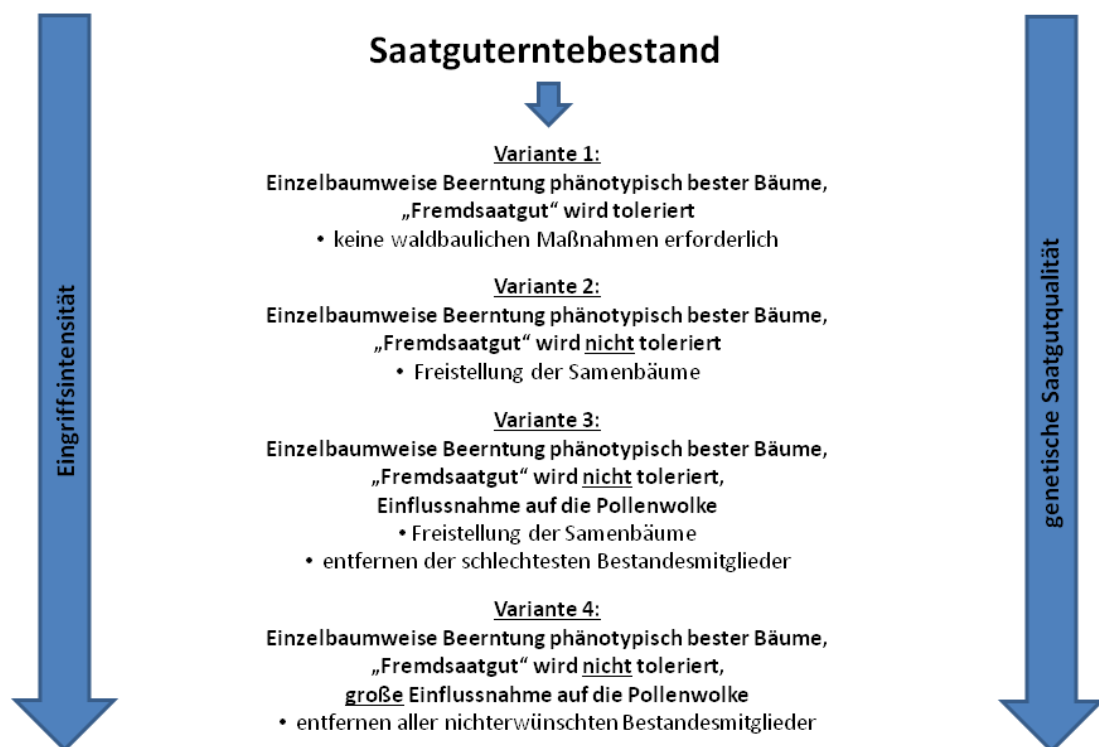 Saatguterntebestand
Eingriffsintensität
Variante 1:
Einzelbaumweise Beerntung phänotypisch bester Bäume,
„Fremdsaatgut“ wird toleriert
• keine waldbaulichen Maßnahmen erforderlich
Variante 2:
Einzelbaumweise Beerntung phänotypisch bester Bäume,
„Fremdsaatgut“ wird nicht toleriert
• Freistellung der Samenbäume
Variante 3:
Einzelbaumweise Beerntung phänotypisch bester Bäume,
„Fremdsaatgut“ wird nicht toleriert,
Einflussnahme auf die Pollenwolke
• Freistellung der Samenbäume
• entfernen der schlechtesten Bestandesmitglieder
Variante 4:
Einzelbaumweise Beerntung phänotypisch bester Bäume,
„Fremdsaatgut“ wird nicht toleriert,
große Einflussnahme auf die Pollenwolke
• entfernen aller nichterwünschten Bestandesmitglieder
genetische Saatgutqualität